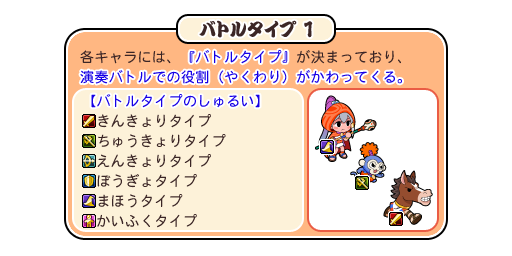 バトルタイプ 1
各キャラには、『バトルタイプ』が決まっており、
演奏バトルでの役割（やくわり）がかわってくる。
【バトルタイプのしゅるい】
きんきょりタイプ
ちゅうきょりタイプ
えんきょりタイプ
ぼうぎょタイプ
まほうタイプ
かいふくタイプ